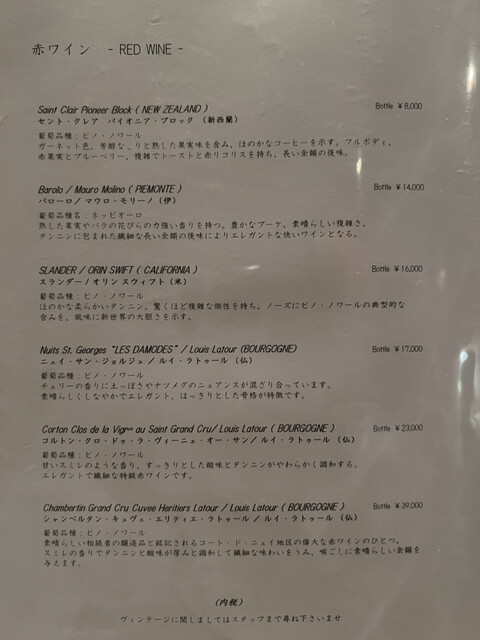 赤ワイン - RED WINE -
Saint Clair Pioneer Block ( NEW ZEALAND ) Bottle ￥8,000
セント・クレア パイオニア・ブロック （新西蘭）
葡萄品種：ピノ・ノワール
ガーネット色、芳醇な りと熟した果実味を含み、ほのかなコーヒーを示す。フルボディ、
赤果実とブルーベリー、複雑でトーストと赤リコリスを持ち、長い余韻の後味。
Barolo / Mauro Molino ( PIEMONTE ) Bottle ￥14,000
バローロ / マウロ・モリーノ（伊）
葡萄品種名：ネッビオーロ
熟した果実やバラの花びらの力強い香りを持つ。豊かなブーケ、素晴らしい複雑さ、
タンニンに包まれた繊細な長い余韻の後味によりエレガントな快いワインとなる。
SLANDER / ORIN SWIFT ( CALIFORNIA ) Bottle ￥16,000
スランダー / オリン スウィフト（米）
葡萄品種：ピノ・ノワール
ほのかな柔らかいタンニン。驚くほど複雑な個性を持ち、ノーズにピノ・ノワールの典型的な
含みを、風味に新世界の大胆さを示す。
Nuits St. Georges "LES DAMODES" / Louis Latour (BOURGOGNE) Bottle ￥17,000
ニュイ・サン・ジョルジュ / ルイ・ラトゥール （仏）
葡萄品種：ピノ・ノワール
チェリーの香りに土っぽさやナツメグのニュアンスが混ざり合っています。
素晴らしくしなやかでエレガント、はっきりとした骨格が特徴です。
Corton Clos de la Vigne au Saint Grand Cru/ Louis Latour ( BOURGOGNE ) Bottle ￥23,000
コルトン・クロ・ドゥ・ラ・ヴィーニュ・オー・サン/ ルイ・ラトゥール （仏）
葡萄品種：ピノ・ノワール
甘いスミレのような香り、すっきりとした酸味とタンニンがやわらかく調和する、
エレガントで繊細な特級赤ワインです。
Chambertin Grand Cru Cuvee Heritiers Latour / Louis Latour ( BOURGOGNE ) Bottle ￥39,000
シャンベルタン・キュヴェ・エリティエ・ラトゥール / ルイ・ラトゥール （仏）
葡萄品種：ピノ・ノワール
素晴らしい相続者の醸造品と銘記されるコート・ド・ニュイ地区の偉大な赤ワインのひとつ。
スミレの香りでタンニンと酸味が厚みと調和して繊細な味わいをうみ、喉ごしに素晴らしい余韻を
与えます。
（内税）
ヴィンテージに関しましてはスタッフまで尋ね下さいませ